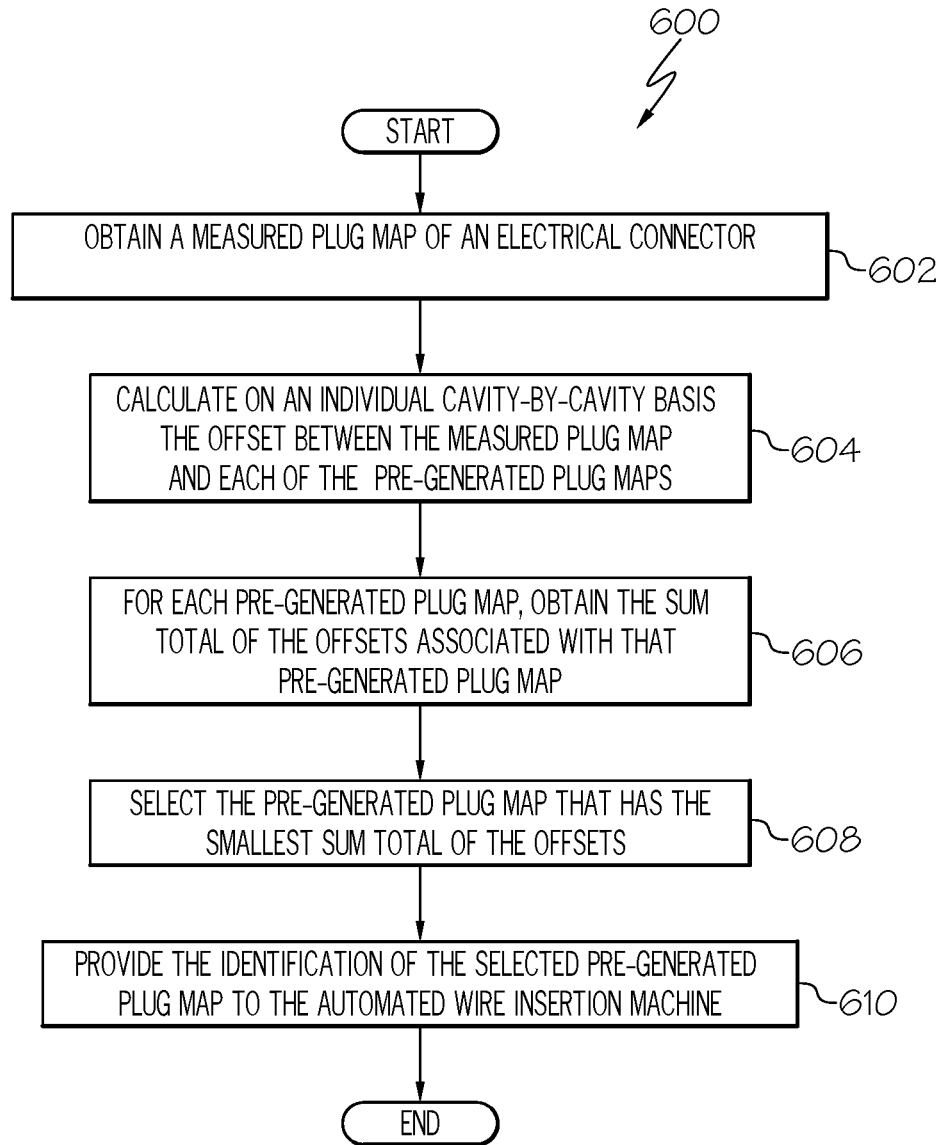 600
START
OBTAIN A MEASURED PLUG MAP OF AN ELECTRICAL CONNECTOR
602
CALCULATE ON AN INDIVIDUAL CAVITY-BY-CAVITY BASIS
THE OFFSET BETWEEN THE MEASURED PLUG MAP
AND EACH OF THE PRE-GENERATED PLUG MAPS
604
FOR EACH PRE-GENERATED PLUG MAP, OBTAIN THE SUM
TOTAL OF THE OFFSETS ASSOCIATED WITH THAT
PRE-GENERATED PLUG MAP
606
SELECT THE PRE-GENERATED PLUG MAP THAT HAS THE
SMALLEST SUM TOTAL OF THE OFFSETS
608
PROVIDE THE IDENTIFICATION OF THE SELECTED PRE-GENERATED
PLUG MAP TO THE AUTOMATED WIRE INSERTION MACHINE
610
END